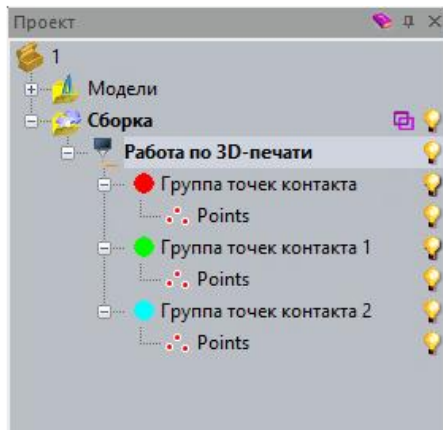 Проект
1
Модели
Сборка
Работа по 3D-печати
Группа точек контакта
Points
Группа точек контакта 1
Points
Группа точек контакта 2
Points